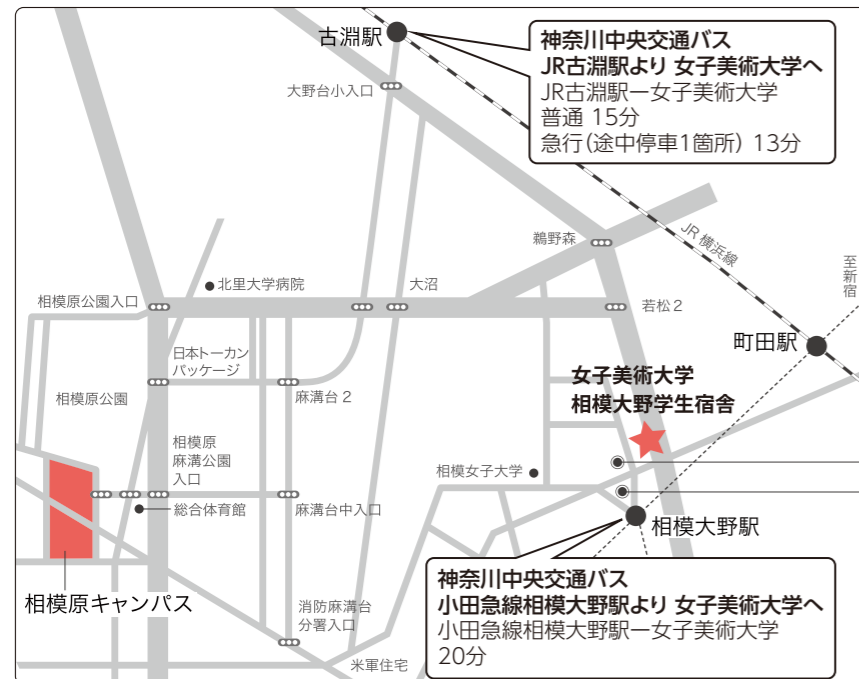 古淵駅
神奈川中央交通バス
JR古淵駅より 女子美術大学へ
JR古淵駅ー女子美術大学
普通 15分
急行(途中停車1箇所) 13分
大野台小入口
鵜野森
JR 横浜線
至新宿
北里大学病院
大沼
相模原公園入口
若松2
町田駅
日本トーカン
パッケージ
相模原公園
麻溝台2
女子美術大学
相模大野学生宿舎
相模原
麻溝公園
入口
相模女子大学
総合体育館
麻溝台中入口
相模大野駅
相模原キャンパス
消防麻溝台
分署入口
米軍住宅
神奈川中央交通バス
小田急線相模大野駅より 女子美術大学へ
小田急線相模大野駅ー女子美術大学
20分